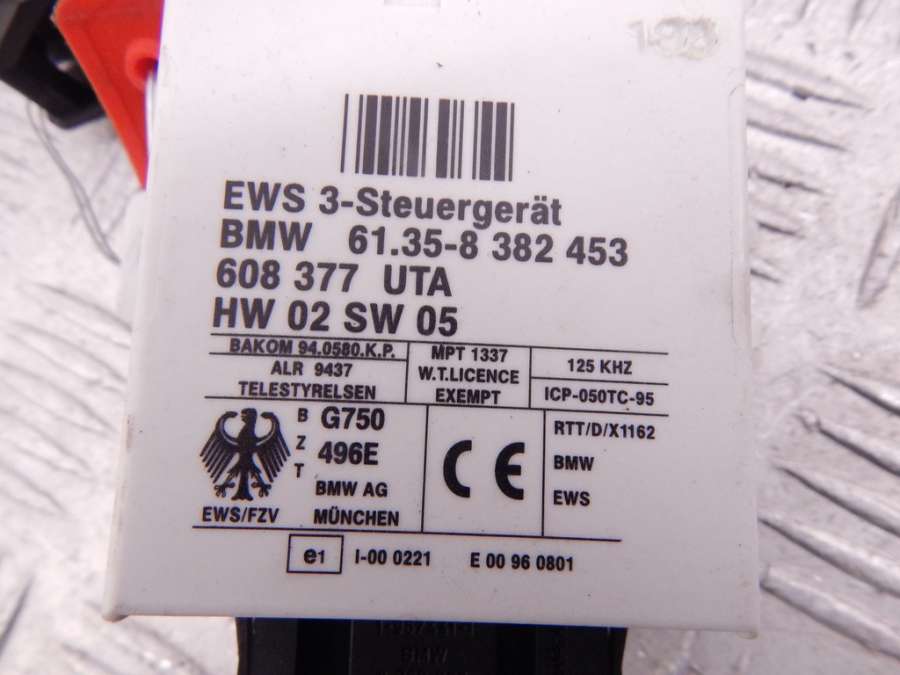 EWS 3-Steuergerät
BMW 61.35-8 382 453
608 377 UTA
HW 02 SW 05
BAKOM 94.0580.K.P.
ALR 9437
TELESTYRELSEN
MPT 1337
W.T.LICENCE
EXEMPT
125 KHZ
ICP-050TC-95
EWS/FZV
B
Z
T
G750
496E
BMW AG
MÜNCHEN
CE
RTT/D/X1162
BMW
EWS
e1 I-00 0221 E 00 96 0801
BMW